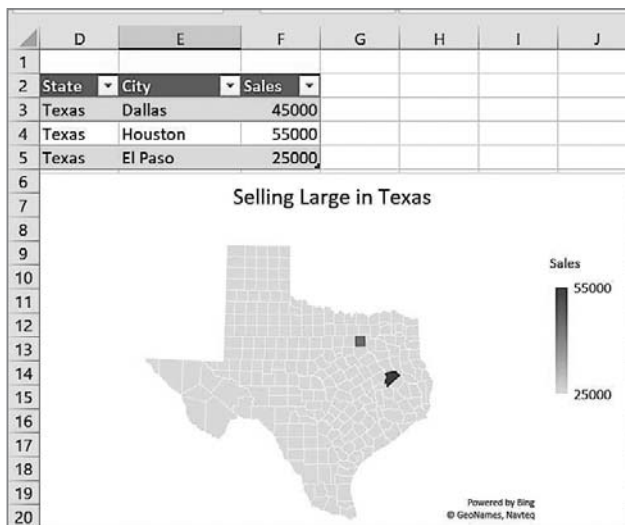 D E F G H I J
1
2 State City Sales
3 Texas Dallas 45000
4 Texas Houston 55000
5 Texas El Paso 25000
6
7 Selling Large in Texas
8
9
10 Sales
11 55000
12
13
14
15 25000
16
17
18
19
20 Powered by Bing
© GeoNames, Navteq